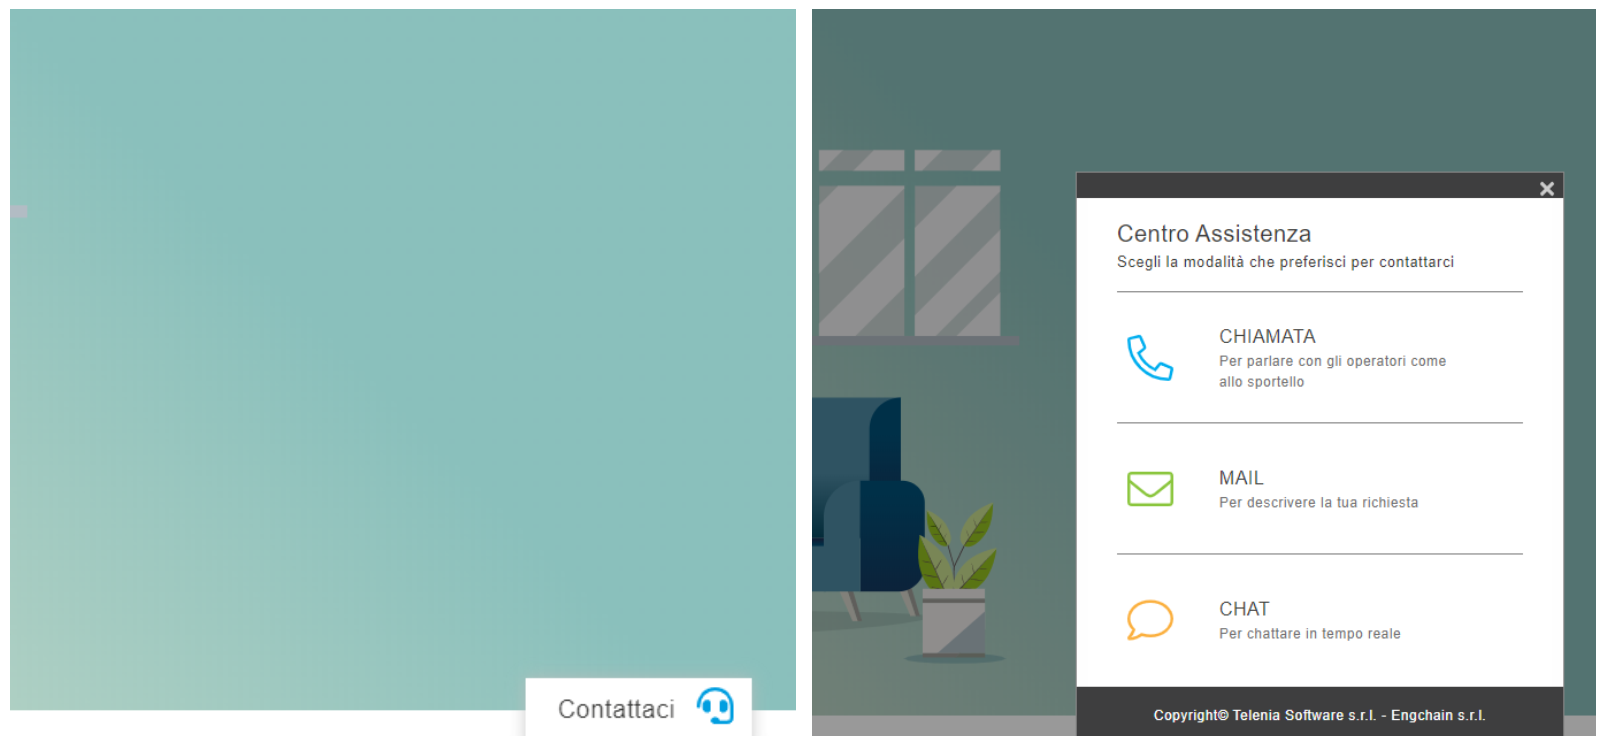 Contattaci
Centro Assistenza
Scegli la modalità che preferisci per contattarci
CHIAMATA
Per parlare con gli operatori come
allo sportello
MAIL
Per descrivere la tua richiesta
CHAT
Per chattare in tempo reale
Copyright© Telenia Software s.r.l. - Engchain s.r.l.